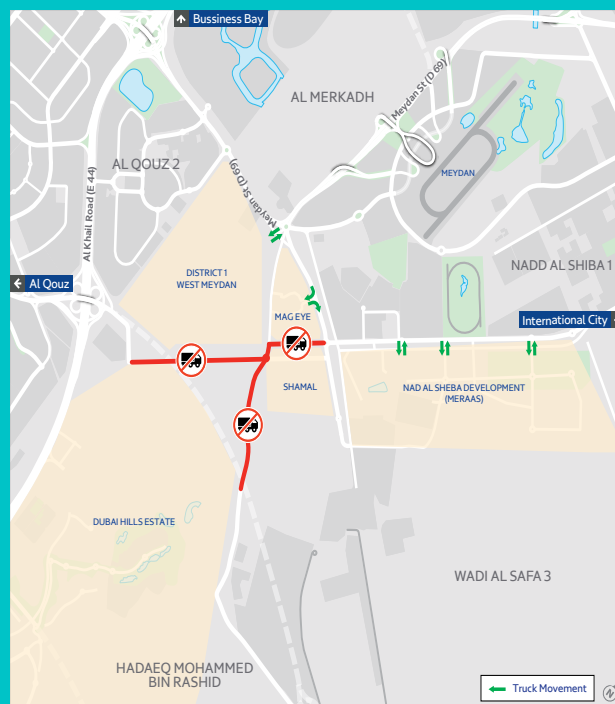 Bussiness Bay
AL MERKADH
Meydan St (D 69)
AL QOUZ 2
MEYDAN
Meydan St (D 69)
Al Khail Road (E 44)
DISTRICT 1
WEST MEYDAN
NADD AL SHIBA 1
Al Qouz
MAG EYE
International City
SHAMAL
NAD AL SHEBA DEVELOPMENT
(MERAAS)
DUBAI HILLS ESTATE
WADI AL SAFA 3
HADAEQ MOHAMMED
BIN RASHID
Truck Movement
N